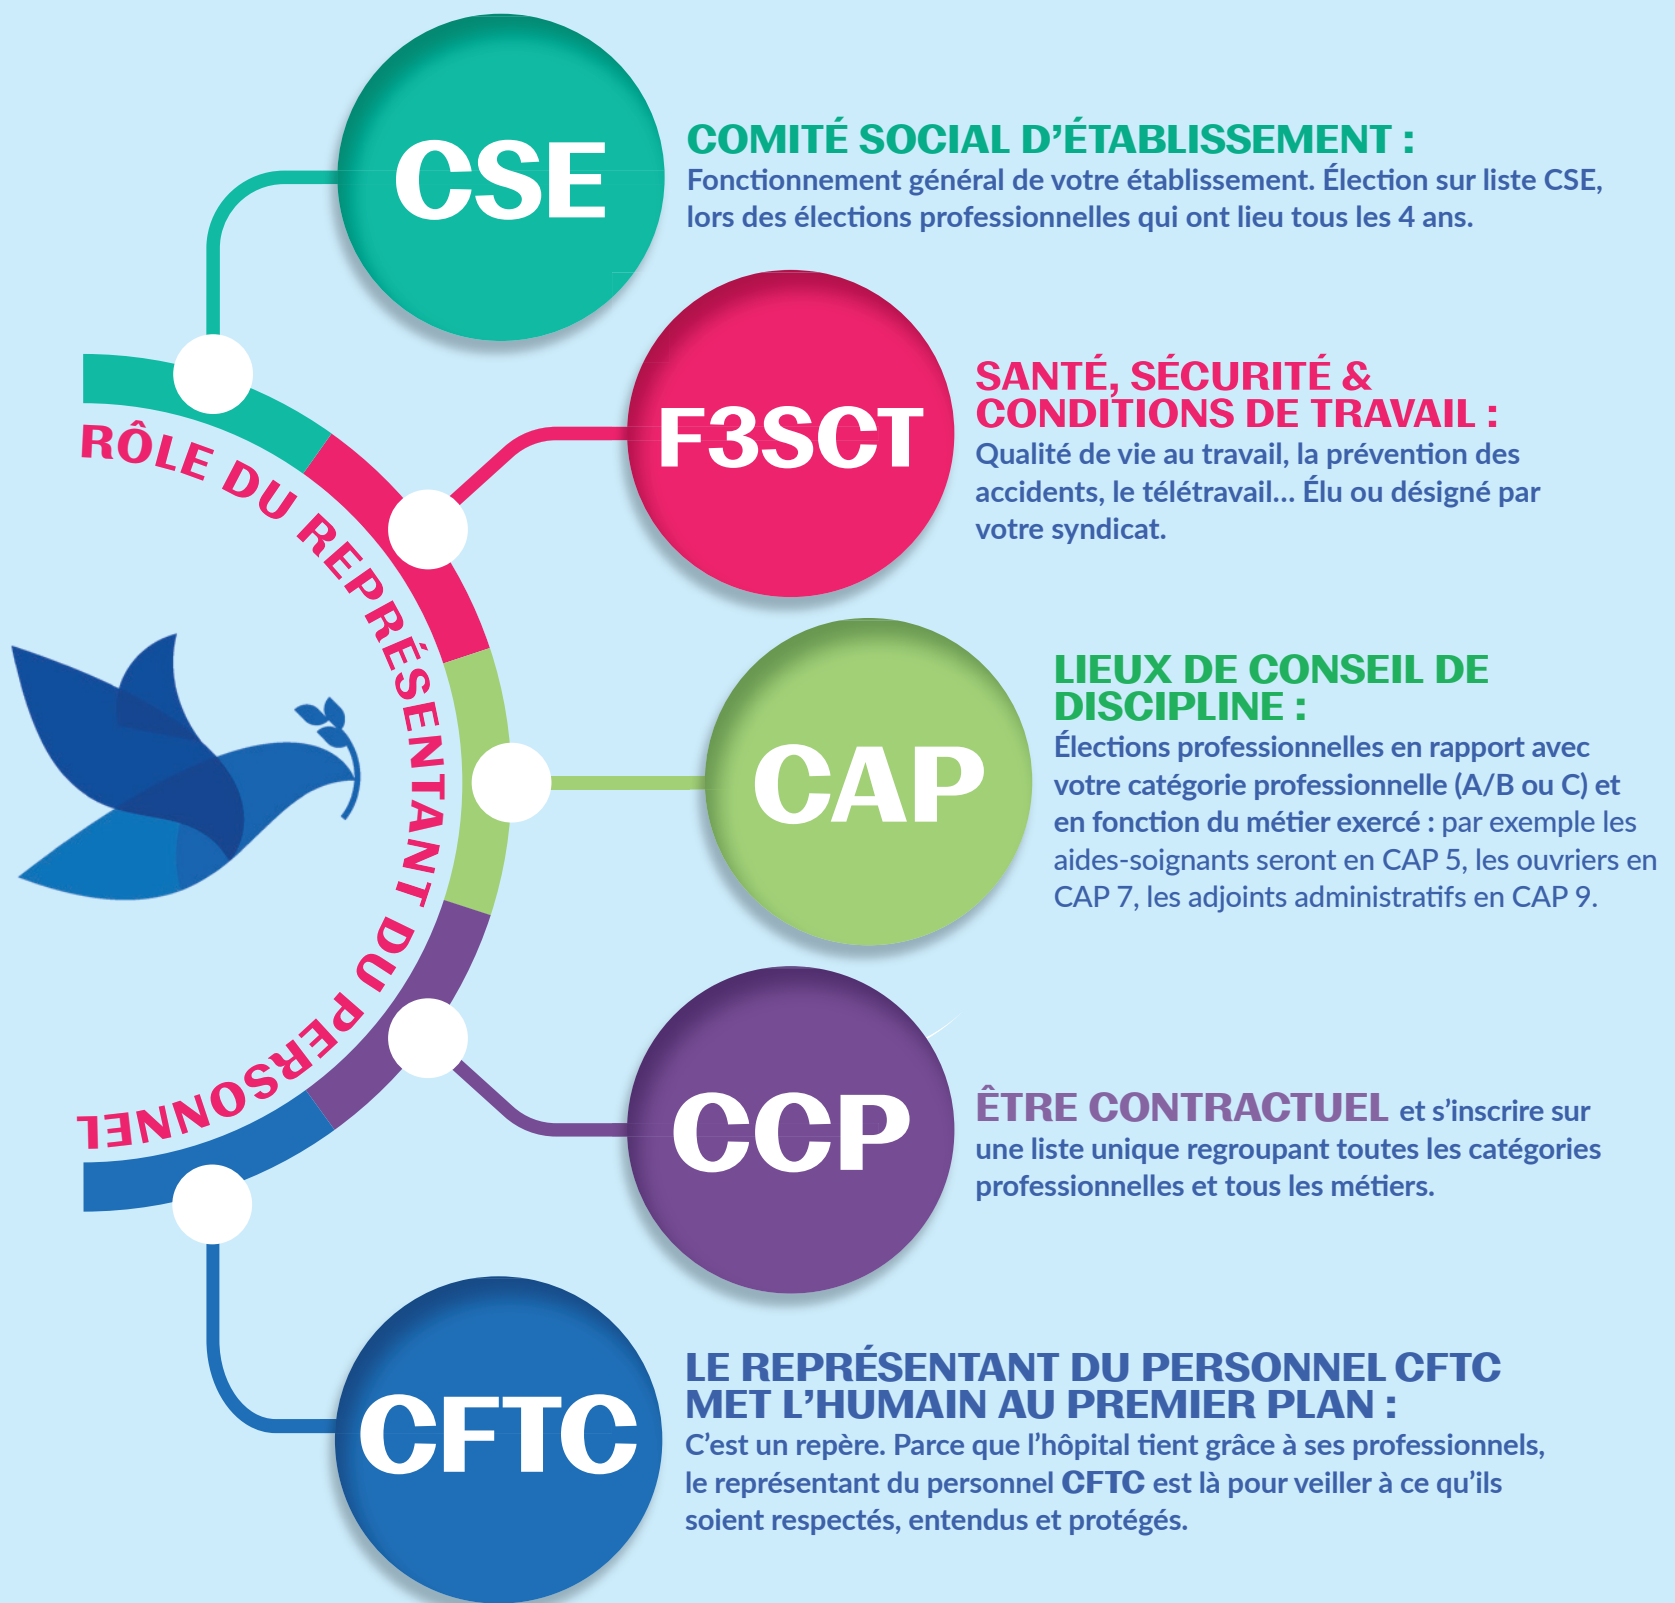 CSE
COMITÉ SOCIAL D’ÉTABLISSEMENT :
Fonctionnement général de votre établissement. Élection sur liste CSE,
lors des élections professionnelles qui ont lieu tous les 4 ans.
RÔLE DU REPRÉSENTANT DU PERSONNEL
F3SCT
SANTÉ, SÉCURITÉ &
CONDITIONS DE TRAVAIL :
Qualité de vie au travail, la prévention des
accidents, le télétravail... Élu ou désigné par
votre syndicat.
CAP
LIEUX DE CONSEIL DE
DISCIPLINE :
Élections professionnelles en rapport avec
votre catégorie professionnelle (A/B ou C) et
en fonction du métier exercé : par exemple les
aides-soignants seront en CAP 5, les ouvriers en
CAP 7, les adjoints administratifs en CAP 9.
CCP
ÊTRE CONTRACTUEL et s’inscrire sur
une liste unique regroupant toutes les catégories
professionnelles et tous les métiers.
CFTC
LE REPRÉSENTANT DU PERSONNEL CFTC
MET L’HUMAIN AU PREMIER PLAN :
C’est un repère. Parce que l’hôpital tient grâce à ses professionnels,
le représentant du personnel CFTC est là pour veiller à ce qu’ils
soient respectés, entendus et protégés.